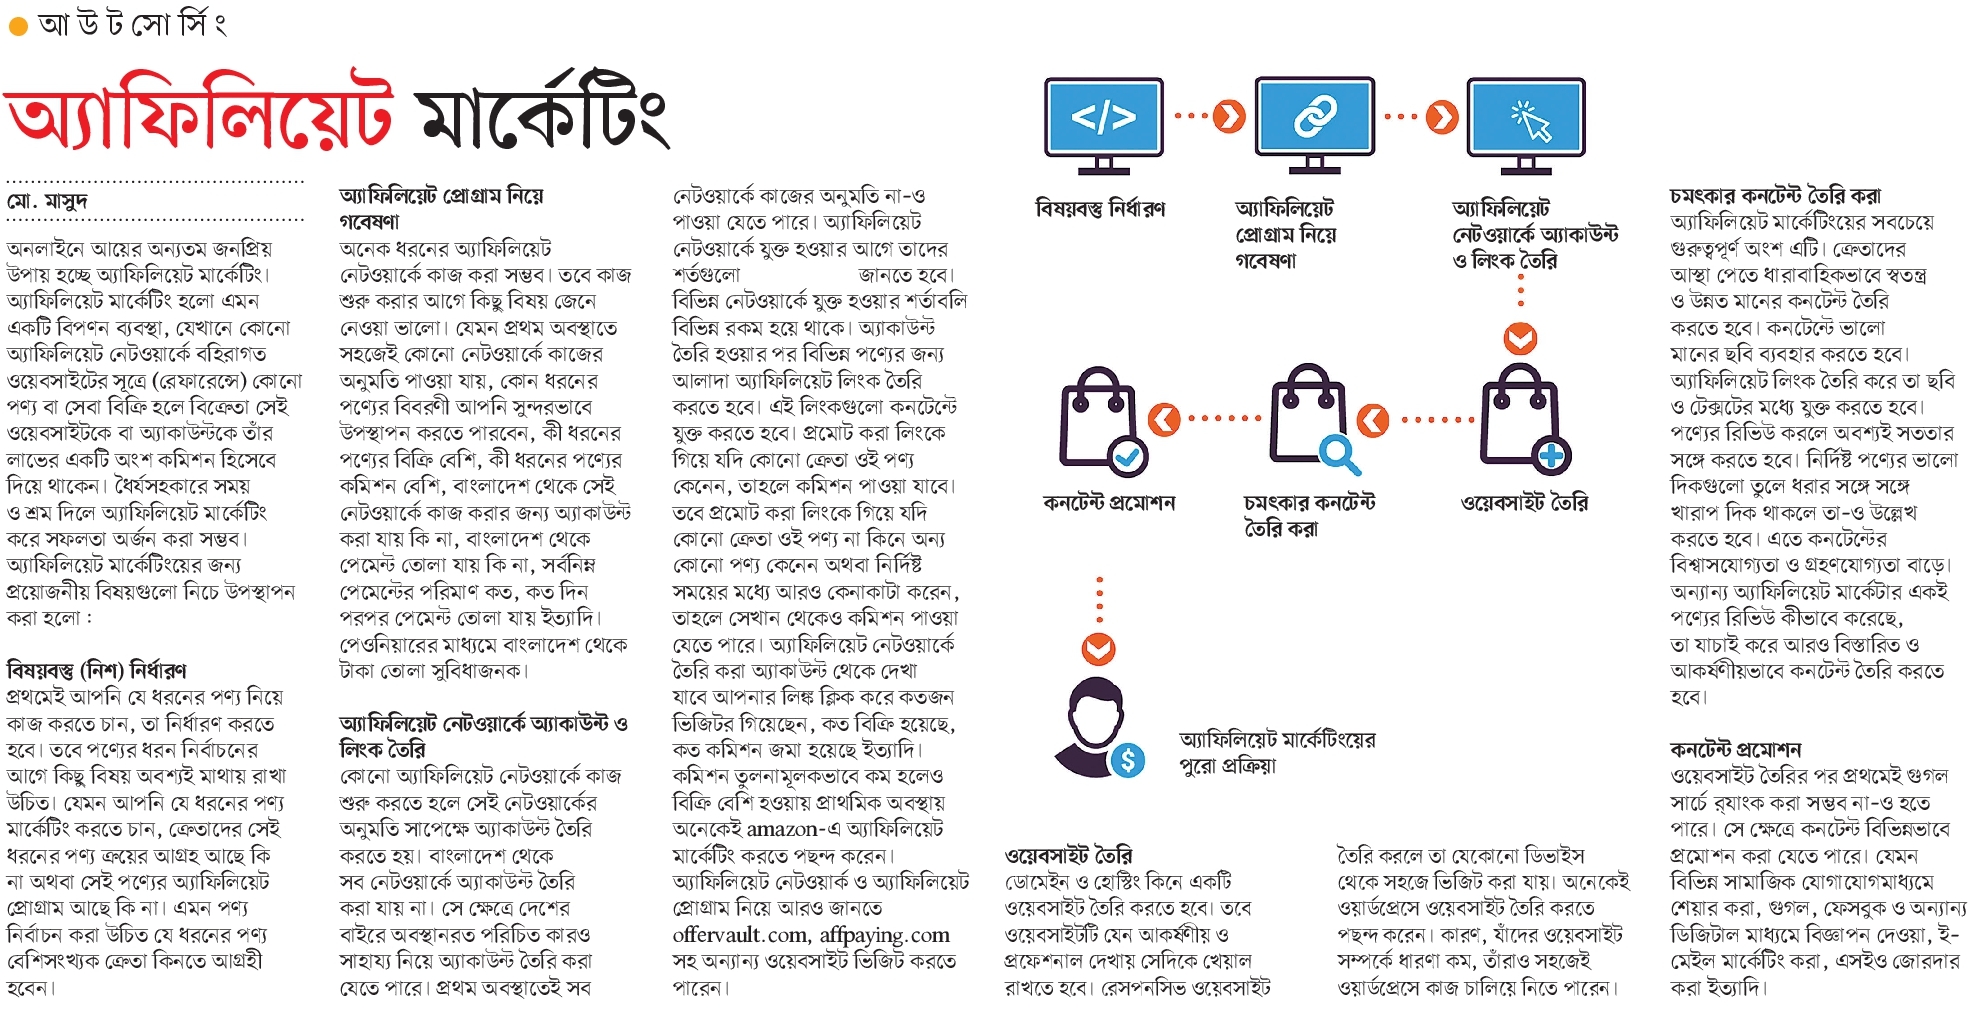 আউটসোর্সিং
অ্যাফিলিয়েট মার্কেটিং
মো. মাসুদ
অনলাইনে আয়ের অন্যতম জনপ্রিয়
উপায় হচ্ছে অ্যাফিলিয়েট মার্কেটিং।
অ্যাফিলিয়েট মার্কেটিং হলো এমন
একটি বিপণন ব্যবস্থা, যেখানে কোনো
অ্যাফিলিয়েট নেটওয়ার্কে বহিরাগত
ওয়েবসাইটের সূত্রে (রেফারেন্সে) কোনো
পণ্য বা সেবা বিক্রি হলে বিক্রেতা সেই
ওয়েবসাইটকে বা অ্যাকাউন্টকে তাঁর
লাভের একটি অংশ কমিশন হিসেবে
দিয়ে থাকেন। ধৈর্যসহকারে সময়
ও শ্রম দিলে অ্যাফিলিয়েট মার্কেটিং
করে সফলতা অর্জন করা সম্ভব।
অ্যাফিলিয়েট মার্কেটিংয়ের জন্য
প্রয়োজনীয় বিষয়গুলো নিচে উপস্থাপন
করা হলো :
বিষয়বস্তু (নিশ) নির্ধারণ
প্রথমেই আপনি যে ধরনের পণ্য নিয়ে
কাজ করতে চান, তা নির্ধারণ করতে
হবে। তবে পণ্যের ধরন নির্বাচনের
আগে কিছু বিষয় অবশ্যই মাথায় রাখা
উচিত। যেমন আপনি যে ধরনের পণ্য
মার্কেটিং করতে চান, ক্রেতাদের সেই
ধরনের পণ্য ক্রয়ের আগ্রহ আছে কি
না অথবা সেই পণ্যের অ্যাফিলিয়েট
প্রোগ্রাম আছে কি না। এমন পণ্য
নির্বাচন করা উচিত যে ধরনের পণ্য
বেশিসংখ্যক ক্রেতা কিনতে আগ্রহী
হবেন।
অ্যাফিলিয়েট প্রোগ্রাম নিয়ে
গবেষণা
অনেক ধরনের অ্যাফিলিয়েট
নেটওয়ার্কে কাজ করা সম্ভব। তবে কাজ
শুরু করার আগে কিছু বিষয় জেনে
নেওয়া ভালো। যেমন প্রথম অবস্থাতে
সহজেই কোনো নেটওয়ার্কে কাজের
অনুমতি পাওয়া যায়, কোন ধরনের
পণ্যের বিবরণী আপনি সুন্দরভাবে
উপস্থাপন করতে পারবেন, কী ধরনের
পণ্যের বিক্রি বেশি, কী ধরনের পণ্যের
কমিশন বেশি, বাংলাদেশ থেকে সেই
নেটওয়ার্কে কাজ করার জন্য অ্যাকাউন্ট
করা যায় কি না, বাংলাদেশ থেকে
পেমেন্ট তোলা যায় কি না, সর্বনিম্ন
পেমেন্টের পরিমাণ কত, কত দিন
পরপর পেমেন্ট তোলা যায় ইত্যাদি।
পেওনিয়ারের মাধ্যমে বাংলাদেশ থেকে
টাকা তোলা সুবিধাজনক।
অ্যাফিলিয়েট নেটওয়ার্কে অ্যাকাউন্ট ও
লিংক তৈরি
কোনো অ্যাফিলিয়েট নেটওয়ার্কে কাজ
শুরু করতে হলে সেই নেটওয়ার্কের
অনুমতি সাপেক্ষে অ্যাকাউন্ট তৈরি
করতে হয়। বাংলাদেশ থেকে
সব নেটওয়ার্কে অ্যাকাউন্ট তৈরি
করা যায় না। সে ক্ষেত্রে দেশের
বাইরে অবস্থানরত পরিচিত কারও
সাহায্য নিয়ে অ্যাকাউন্ট তৈরি করা
যেতে পারে। প্রথম অবস্থাতেই সব
নেটওয়ার্কে কাজের অনুমতি না-ও
পাওয়া যেতে পারে। অ্যাফিলিয়েট
নেটওয়ার্কে যুক্ত হওয়ার আগে তাদের
শর্তগুলো জানতে হবে।
বিভিন্ন নেটওয়ার্কে যুক্ত হওয়ার শর্তাবলি
বিভিন্ন রকম হয়ে থাকে। অ্যাকাউন্ট
তৈরি হওয়ার পর বিভিন্ন পণ্যের জন্য
আলাদা অ্যাফিলিয়েট লিংক তৈরি
করতে হবে। এই লিংকগুলো কনটেন্টে
যুক্ত করতে হবে। প্রমোট করা লিংকে
গিয়ে যদি কোনো ক্রেতা ওই পণ্য
কেনেন, তাহলে কমিশন পাওয়া যাবে।
তবে প্রমোট করা লিংকে গিয়ে যদি
কোনো ক্রেতা ওই পণ্য না কিনে অন্য
কোনো পণ্য কেনেন অথবা নির্দিষ্ট
সময়ের মধ্যে আরও কেনাকাটা করেন,
তাহলে সেখান থেকেও কমিশন পাওয়া
যেতে পারে। অ্যাফিলিয়েট নেটওয়ার্কে
তৈরি করা অ্যাকাউন্ট থেকে দেখা
যাবে আপনার লিঙ্ক ক্লিক করে কতজন
ভিজিটর গিয়েছেন, কত বিক্রি হয়েছে,
কত কমিশন জমা হয়েছে ইত্যাদি।
কমিশন তুলনামূলকভাবে কম হলেও
বিক্রি বেশি হওয়ায় প্রাথমিক অবস্থায়
অনেকেই amazon-এ অ্যাফিলিয়েট
মার্কেটিং করতে পছন্দ করেন।
অ্যাফিলিয়েট নেটওয়ার্ক ও অ্যাফিলিয়েট
প্রোগ্রাম নিয়ে আরও জানতে
offervault.com, affpaying.com
সহ অন্যান্য ওয়েবসাইট ভিজিট করতে
পারেন।
বিষয়বস্তু নির্ধারণ
অ্যাফিলিয়েট
প্রোগ্রাম নিয়ে
গবেষণা
অ্যাফিলিয়েট
নেটওয়ার্কে অ্যাকাউন্ট
ও লিংক তৈরি
কনটেন্ট প্রমোশন
চমৎকার কনটেন্ট
তৈরি করা
ওয়েবসাইট তৈরি
অ্যাফিলিয়েট মার্কেটিংয়ের
পুরো প্রক্রিয়া
ওয়েবসাইট তৈরি
ডোমেইন ও হোস্টিং কিনে একটি
ওয়েবসাইট তৈরি করতে হবে। তবে
ওয়েবসাইটটি যেন আকর্ষণীয় ও
প্রফেশনাল দেখায় সেদিকে খেয়াল
রাখতে হবে। রেসপনসিভ ওয়েবসাইট
তৈরি করলে তা যেকোনো ডিভাইস
থেকে সহজে ভিজিট করা যায়। অনেকেই
ওয়ার্ডপ্রেসে ওয়েবসাইট তৈরি করতে
পছন্দ করেন। কারণ, যাঁদের ওয়েবসাইট
সম্পর্কে ধারণা কম, তাঁরাও সহজেই
ওয়ার্ডপ্রেসে কাজ চালিয়ে নিতে পারেন।
চমৎকার কনটেন্ট তৈরি করা
অ্যাফিলিয়েট মার্কেটিংয়ের সবচেয়ে
গুরুত্বপূর্ণ অংশ এটি। ক্রেতাদের
আস্থা পেতে ধারাবাহিকভাবে স্বতন্ত্র
ও উন্নত মানের কনটেন্ট তৈরি
করতে হবে। কনটেন্টে ভালো
মানের ছবি ব্যবহার করতে হবে।
অ্যাফিলিয়েট লিংক তৈরি করে তা ছবি
ও টেক্সটের মধ্যে যুক্ত করতে হবে।
পণ্যের রিভিউ করলে অবশ্যই সততার
সঙ্গে করতে হবে। নির্দিষ্ট পণ্যের ভালো
দিকগুলো তুলে ধরার সঙ্গে সঙ্গে
খারাপ দিক থাকলে তা-ও উল্লেখ
করতে হবে। এতে কনটেন্টের
বিশ্বাসযোগ্যতা ও গ্রহণযোগ্যতা বাড়ে।
অন্যান্য অ্যাফিলিয়েট মার্কেটার একই
পণ্যের রিভিউ কীভাবে করেছে,
তা যাচাই করে আরও বিস্তারিত ও
আকর্ষণীয়ভাবে কনটেন্ট তৈরি করতে
হবে।
কনটেন্ট প্রমোশন
ওয়েবসাইট তৈরির পর প্রথমেই গুগল
সার্চে র‍্যাংক করা সম্ভব না-ও হতে
পারে। সে ক্ষেত্রে কনটেন্ট বিভিন্নভাবে
প্রমোশন করা যেতে পারে। যেমন
বিভিন্ন সামাজিক যোগাযোগমাধ্যমে
শেয়ার করা, গুগল, ফেসবুক ও অন্যান্য
ডিজিটাল মাধ্যমে বিজ্ঞাপন দেওয়া, ই-
মেইল মার্কেটিং করা, এসইও জোরদার
করা ইত্যাদি।